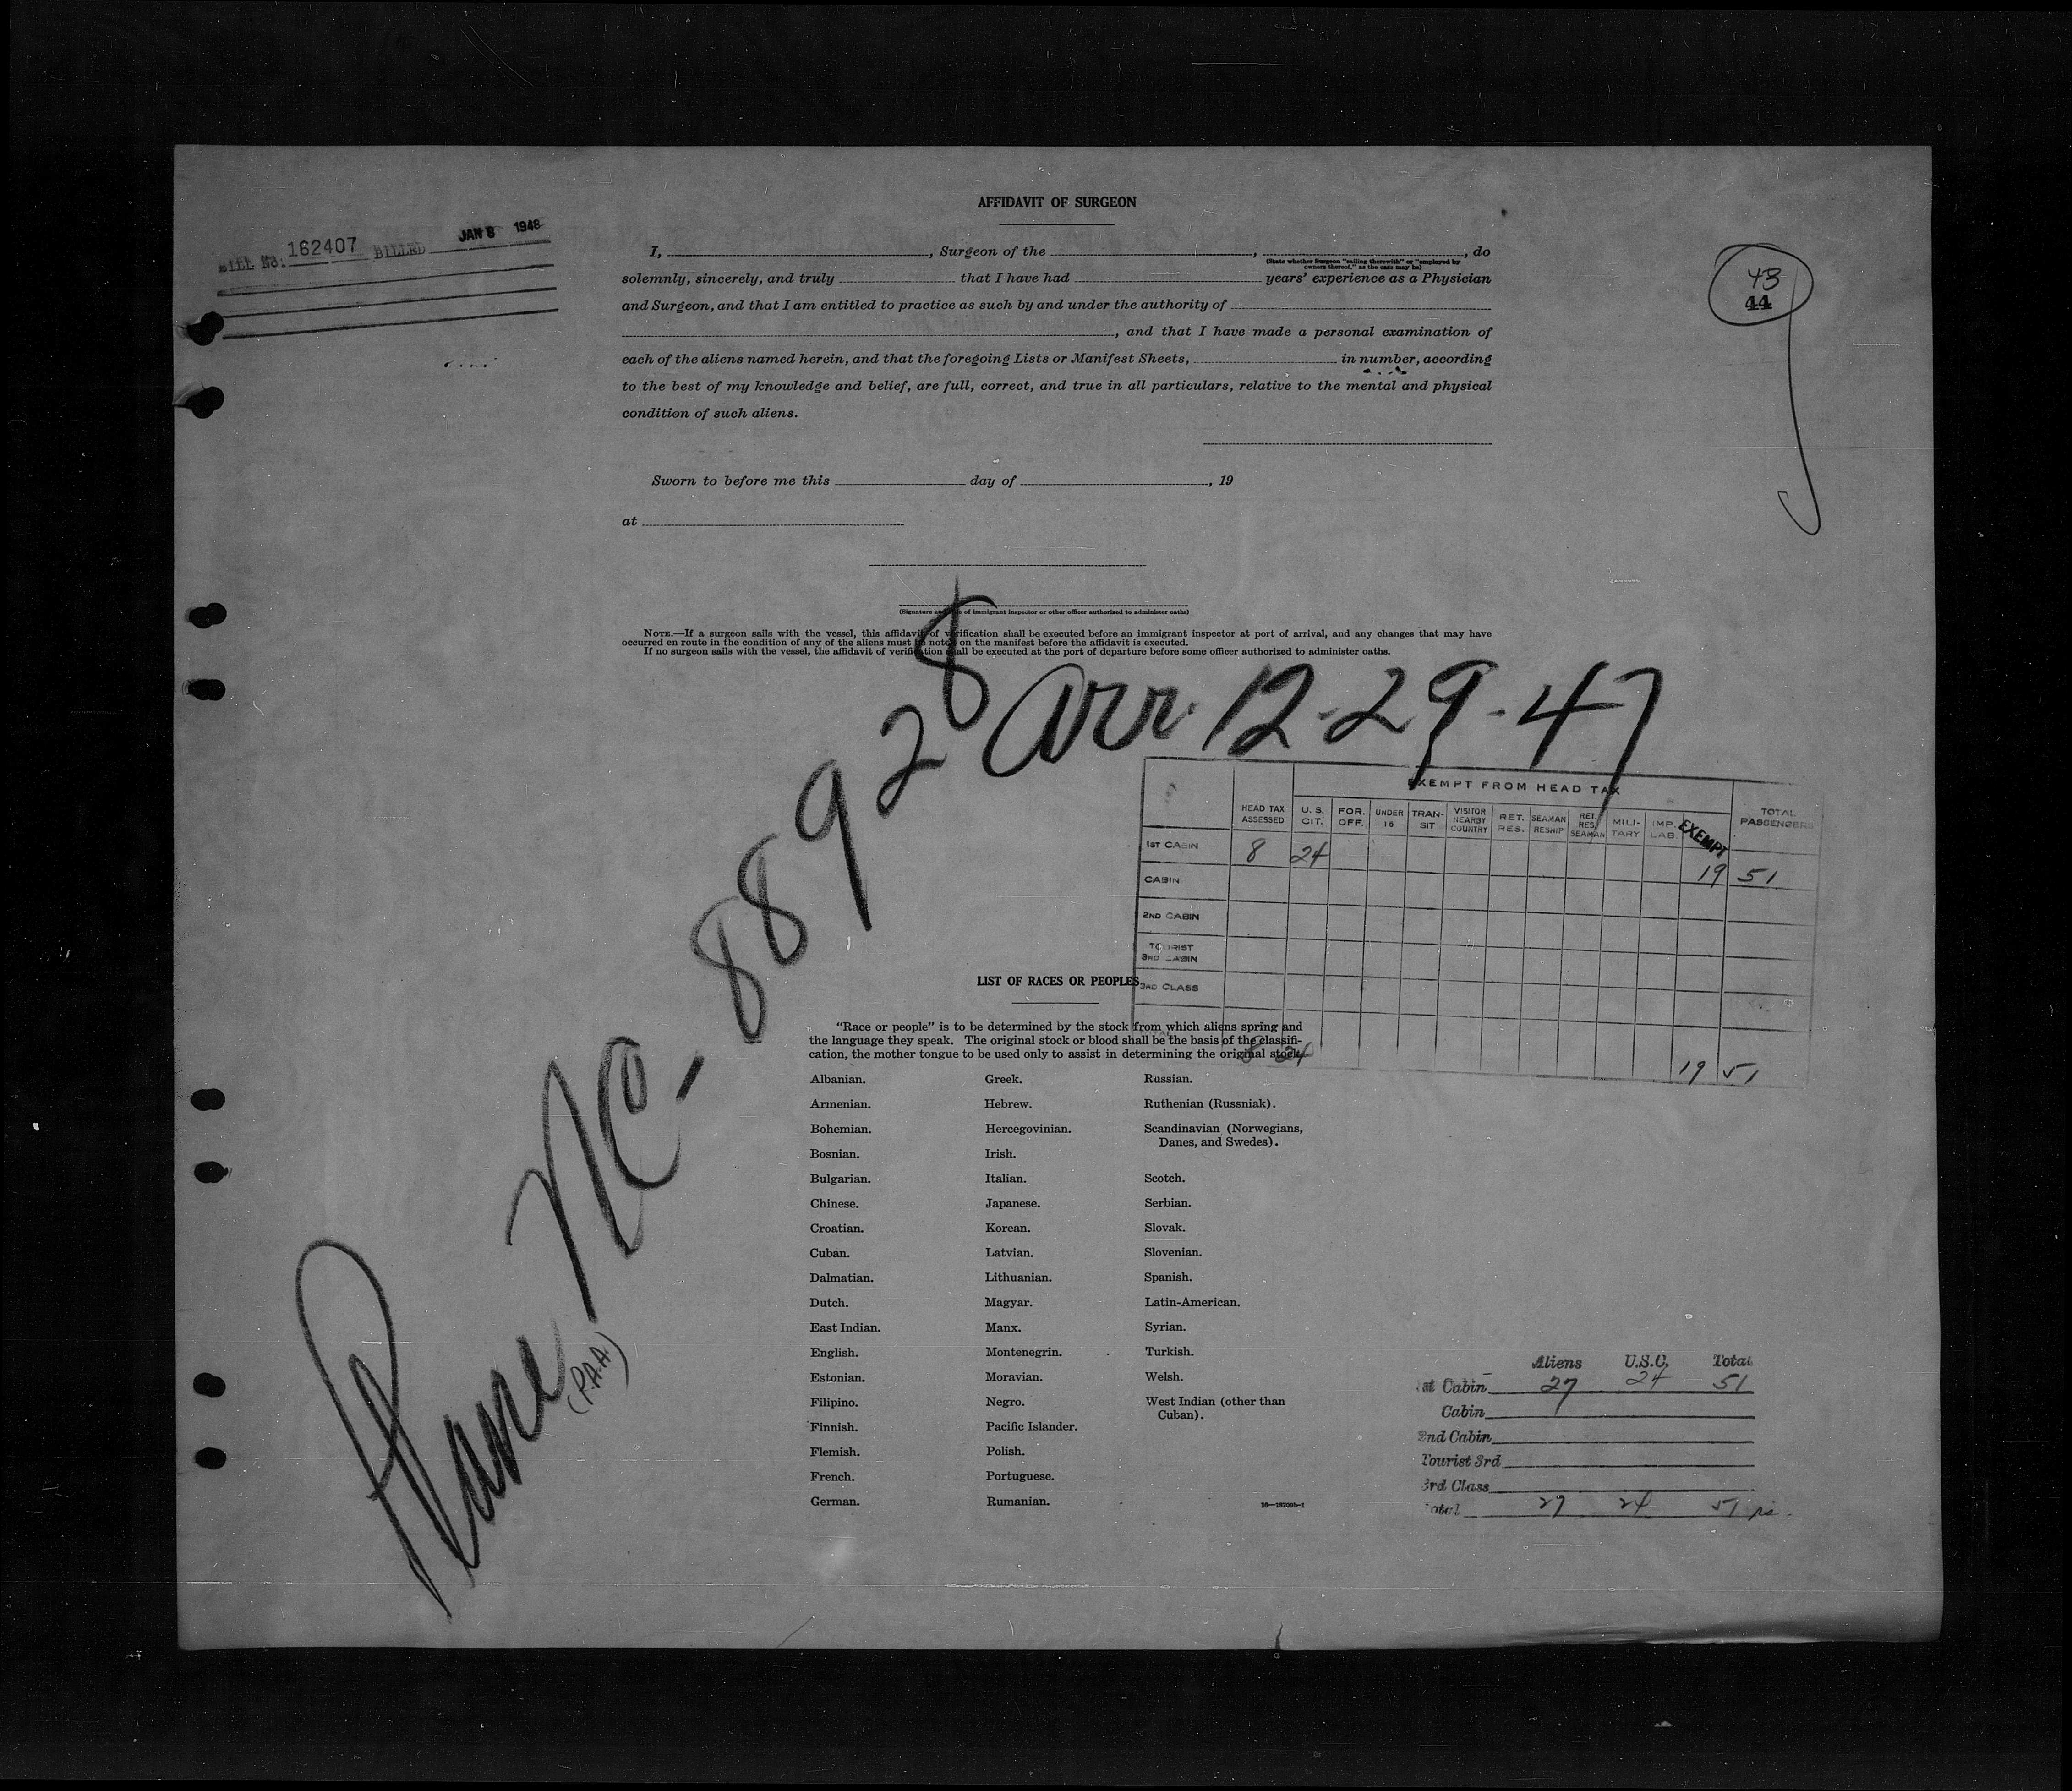 AFFIDAVIT OF SURGEON
BILL No. 162407 BILLED JAN 8 1948
43
44
I, , Surgeon of the , , do
(State whether Surgeon "sailing therewith" or "employed by
owners thereof," as the case may be)
solemnly, sincerely, and truly that I have had years' experience as a Physician
and Surgeon, and that I am entitled to practice as such by and under the authority of
, and that I have made a personal examination of
each of the aliens named herein, and that the foregoing Lists or Manifest Sheets, in number, according
to the best of my knowledge and belief, are full, correct, and true in all particulars, relative to the mental and physical
condition of such aliens.
Sworn to before me this day of , 19
at
(Signature and of immigrant inspector or other officer authorized to administer oaths)
NOTE.—If a surgeon sails with the vessel, this affidavit of verification shall be executed before an immigrant inspector at port of arrival, and any changes that may have
occurred en route in the condition of any of the aliens must be noted on the manifest before the affidavit is executed.
If no surgeon sails with the vessel, the affidavit of verification shall be executed at the port of departure before some officer authorized to administer oaths.
Plane NC-88928 Arr. 12-29-47
(P.A.A.)
EXEMPT FROM HEAD TAX
HEAD TAX ASSESSED U. S. CIT. FOR. OFF. UNDER 16 TRANSIT VISITOR NEARBY COUNTRY RET. RES. SEAMAN RESHIP RET. RES. SEAMAN MILITARY IMP. LAB. EXEMPT TOTAL PASSENGERS
1ST CABIN 8 24 19 51
CABIN
2ND CABIN
TOURIST 3RD CABIN
3RD CLASS
8 24 19 51
LIST OF RACES OR PEOPLES
"Race or people" is to be determined by the stock from which aliens spring and
the language they speak. The original stock or blood shall be the basis of the classifi-
cation, the mother tongue to be used only to assist in determining the original stock.
Albanian. Greek. Russian.
Armenian. Hebrew. Ruthenian (Russniak).
Bohemian. Hercegovinian. Scandinavian (Norwegians,
Danes, and Swedes).
Bosnian. Irish.
Bulgarian. Italian. Scotch.
Chinese. Japanese. Serbian.
Croatian. Korean. Slovak.
Cuban. Latvian. Slovenian.
Dalmatian. Lithuanian. Spanish.
Dutch. Magyar. Latin-American.
East Indian. Manx. Syrian.
English. Montenegrin. Turkish.
Estonian. Moravian. Welsh.
Filipino. Negro. West Indian (other than
Cuban).
Finnish. Pacific Islander.
Flemish. Polish.
French. Portuguese.
German. Rumanian.
Aliens U.S.C. Total
1st Cabin 27 24 51
Cabin
2nd Cabin
Tourist 3rd
3rd Class
Total 27 24 51